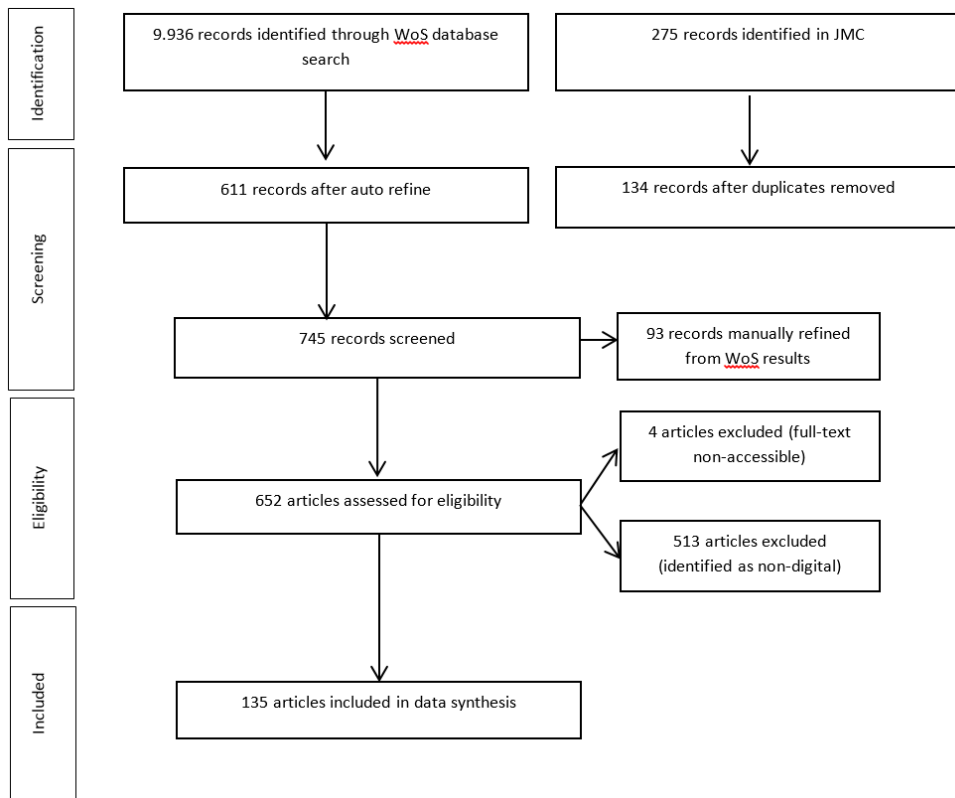 Identification
9.936 records identified through WoS database
search
275 records identified in JMC
Screening
611 records after auto refine
134 records after duplicates removed
745 records screened
93 records manually refined
from WoS results
Eligibility
652 articles assessed for eligibility
4 articles excluded (full-text
non-accessible)
513 articles excluded
(identified as non-digital)
Included
135 articles included in data synthesis